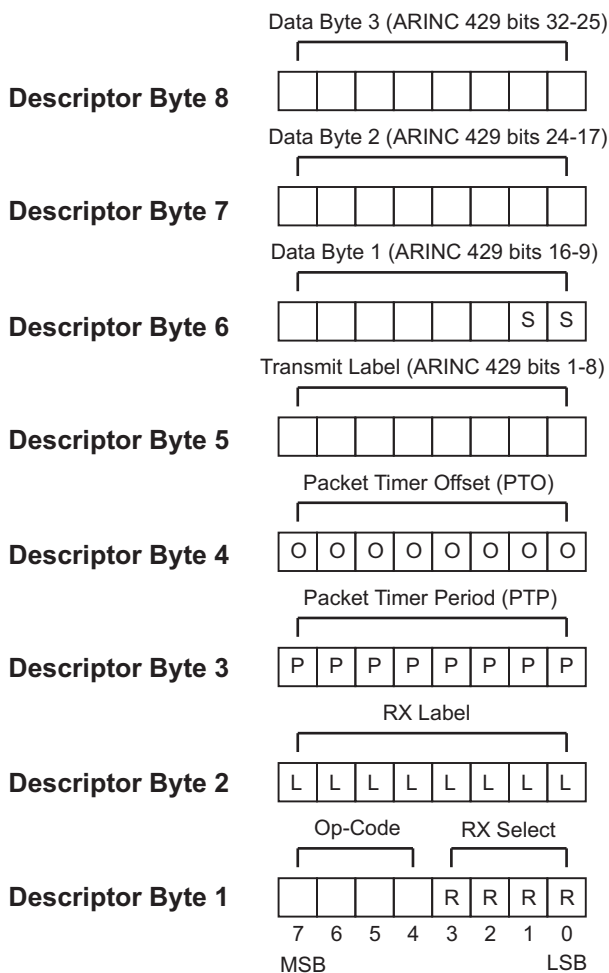 Data Byte 3 (ARINC 429 bits 32-25)
Descriptor Byte 8
Data Byte 2 (ARINC 429 bits 24-17)
Descriptor Byte 7
Data Byte 1 (ARINC 429 bits 16-9)
Descriptor Byte 6 S S
Transmit Label (ARINC 429 bits 1-8)
Descriptor Byte 5
Packet Timer Offset (PTO)
Descriptor Byte 4 O O O O O O O O
Packet Timer Period (PTP)
Descriptor Byte 3 P P P P P P P P
RX Label
Descriptor Byte 2 L L L L L L L L
Op-Code RX Select
Descriptor Byte 1 R R R R
7 6 5 4 3 2 1 0
MSB LSB